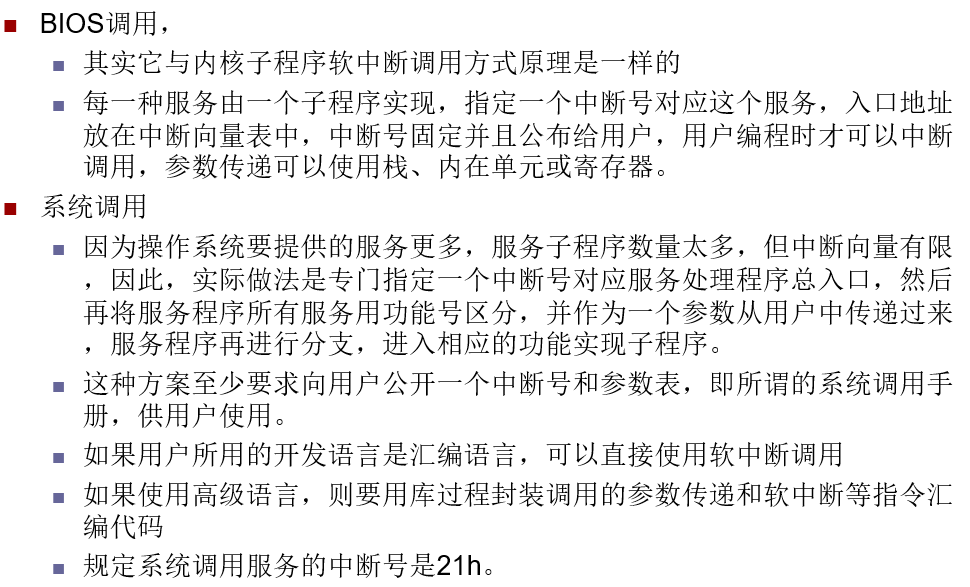 BIOS调用，
其实它与内核子程序软中断调用方式原理是一样的
每一种服务由一个子程序实现，指定一个中断号对应这个服务，入口地址
放在中断向量表中，中断号固定并且公布给用户，用户编程时才可以中断
调用，参数传递可以使用栈、内在单元或寄存器。
系统调用
因为操作系统要提供的服务更多，服务子程序数量太多，但中断向量有限
，因此，实际做法是专门指定一个中断号对应服务处理程序总入口，然后
再将服务程序所有服务用功能号区分，并作为一个参数从用户中传递过来
，服务程序再进行分支，进入相应的功能实现子程序。
这种方案至少要求向用户公开一个中断号和参数表，即所谓的系统调用手
册，供用户使用。
如果用户所用的开发语言是汇编语言，可以直接使用软中断调用
如果使用高级语言，则要用库过程封装调用的参数传递和软中断等指令汇
编代码
规定系统调用服务的中断号是21h。